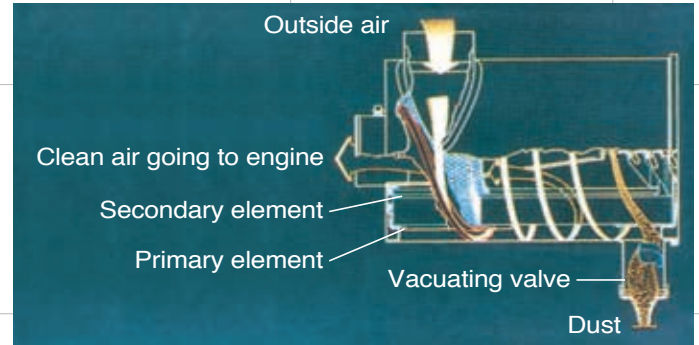 Outside air
Clean air going to engine
Secondary element
Primary element
Vacuating valve
Dust